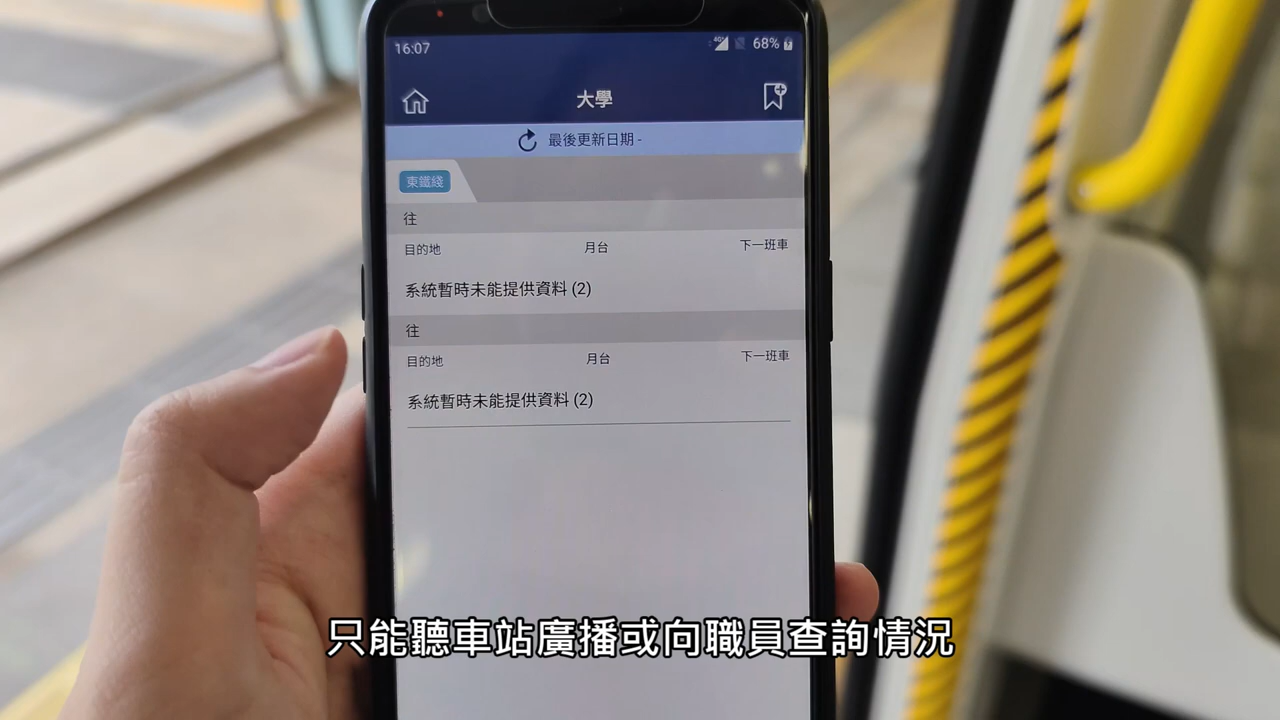 16:07
68%
大學
最後更新日期 -
東鐵綫
往
目的地 月台 下一班車
系統暫時未能提供資料 (2)
往
目的地 月台 下一班車
系統暫時未能提供資料 (2)
只能聽車站廣播或向職員查詢情況